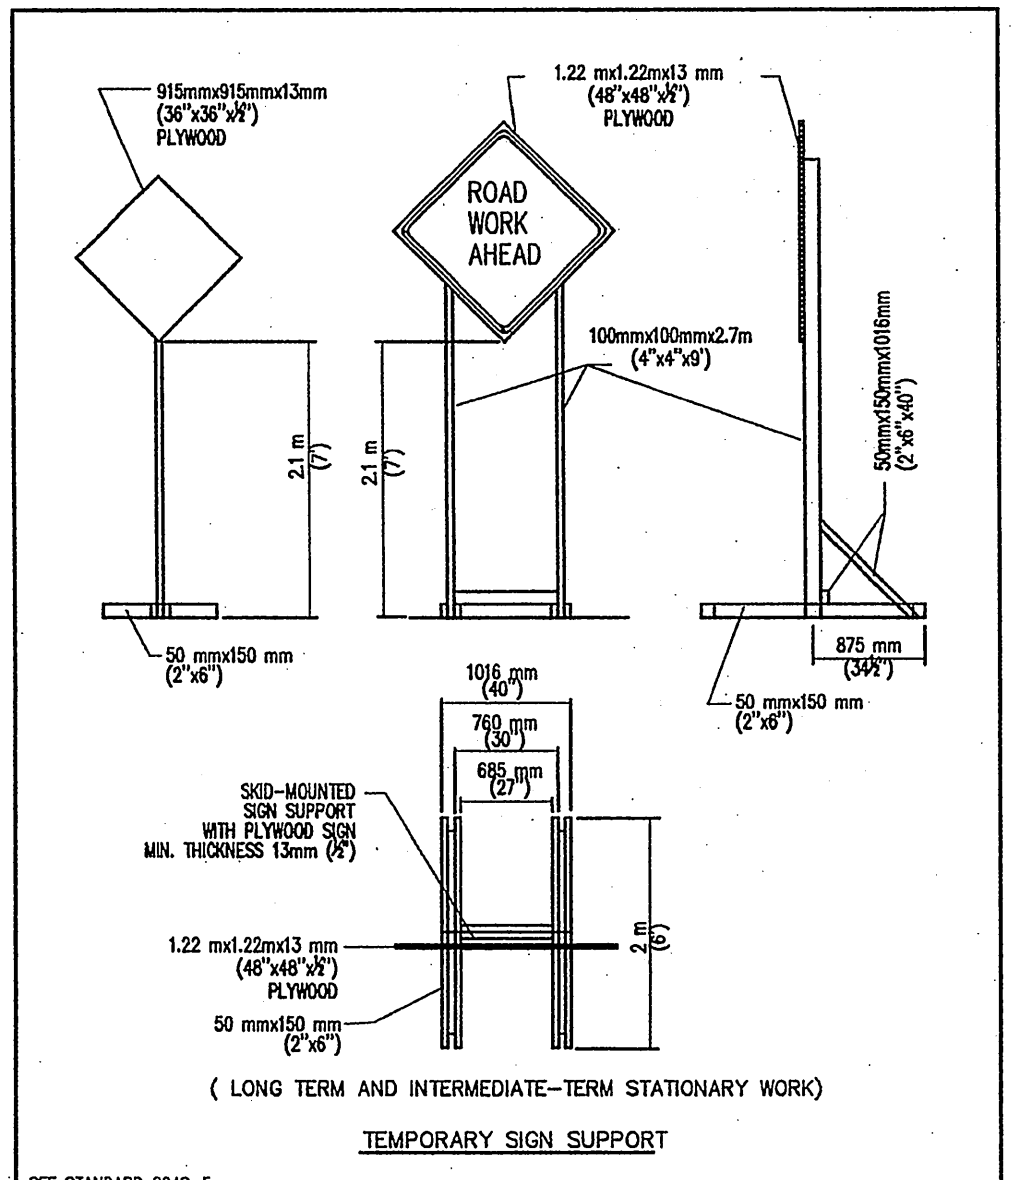 915mmx915mmx13mm
(36"x36"x½")
PLYWOOD
1.22 mx1.22mx13 mm
(48"x48"x½")
PLYWOOD
ROAD
WORK
AHEAD
100mmx100mmx2.7m
(4"x4"x9')
50mmx150mmx1016mm
(2"x6"x40")
2.1 m
(7')
2.1 m
(7')
50 mmx150 mm
(2"x6")
875 mm
(34½")
50 mmx150 mm
(2"x6")
1016 mm
(40")
760 mm
(30")
685 mm
(27")
SKID-MOUNTED
SIGN SUPPORT
WITH PLYWOOD SIGN
MIN. THICKNESS 13mm (½")
1.22 mx1.22mx13 mm
(48"x48"x½")
PLYWOOD
50 mmx150 mm
(2"x6")
2 m
(6')
( LONG TERM AND INTERMEDIATE-TERM STATIONARY WORK)
TEMPORARY SIGN SUPPORT
SEE STANDARD